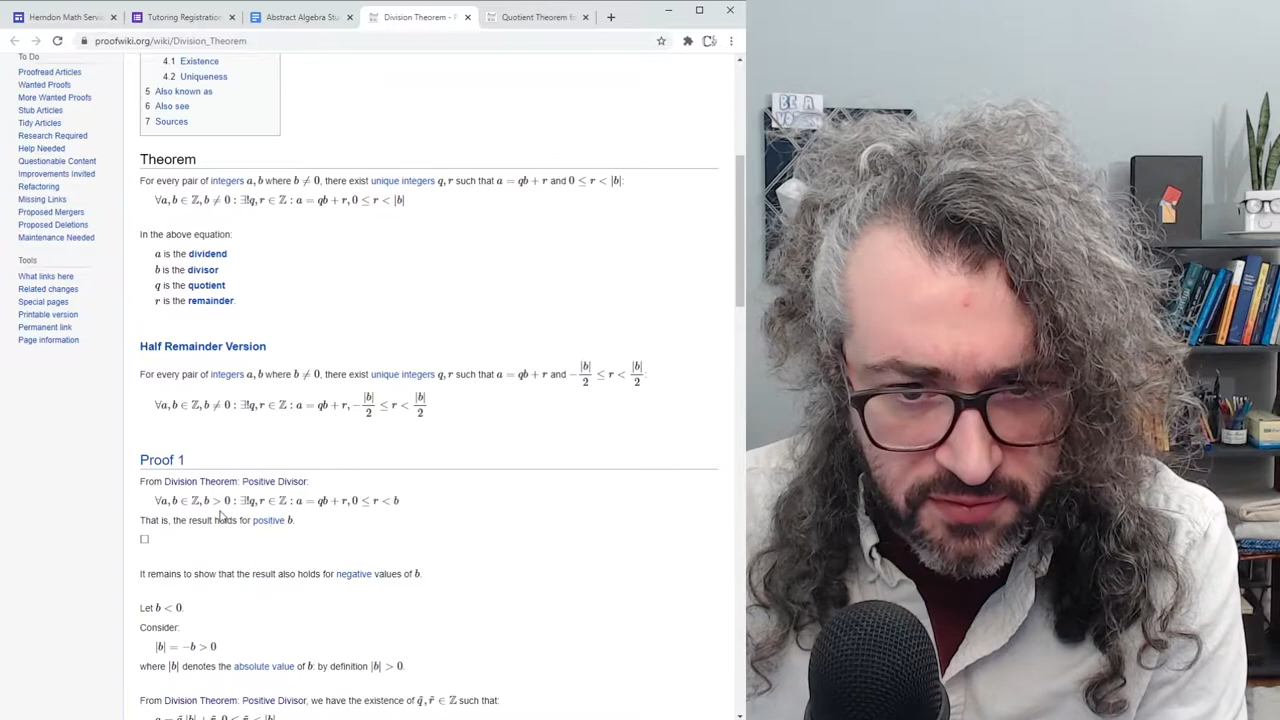 Herndon Math Servic
Tutoring Registration
Abstract Algebra Stu
Division Theorem - P
Quotient Theorem fo
proofwiki.org/wiki/Division_Theorem
To Do
Proofread Articles
Wanted Proofs
More Wanted Proofs
Stub Articles
Tidy Articles
Research Required
Help Needed
Questionable Content
Improvements Invited
Refactoring
Missing Links
Proposed Mergers
Proposed Deletions
Maintenance Needed
Tools
What links here
Related changes
Special pages
Printable version
Permanent link
Page information
4.1 Existence
4.2 Uniqueness
5 Also known as
6 Also see
7 Sources
Theorem
For every pair of integers a, b where b ≠ 0, there exist unique integers q, r such that a = qb + r and 0 ≤ r < |b|:
∀a, b ∈ ℤ, b ≠ 0 : ∃!q, r ∈ ℤ : a = qb + r, 0 ≤ r < |b|
In the above equation:
a is the dividend
b is the divisor
q is the quotient
r is the remainder.
Half Remainder Version
For every pair of integers a, b where b ≠ 0, there exist unique integers q, r such that a = qb + r and −|b|/2 ≤ r < |b|/2:
∀a, b ∈ ℤ, b ≠ 0 : ∃!q, r ∈ ℤ : a = qb + r, −|b|/2 ≤ r < |b|/2
Proof 1
From Division Theorem: Positive Divisor:
∀a, b ∈ ℤ, b > 0 : ∃!q, r ∈ ℤ : a = qb + r, 0 ≤ r < b
That is, the result holds for positive b.
□
It remains to show that the result also holds for negative values of b.
Let b < 0.
Consider:
|b| = −b > 0
where |b| denotes the absolute value of b: by definition |b| > 0.
From Division Theorem: Positive Divisor, we have the existence of q̃, r̃ ∈ ℤ such that:
a = q̃ |b| + r̃, 0 ≤ r̃ < |b|
BE A